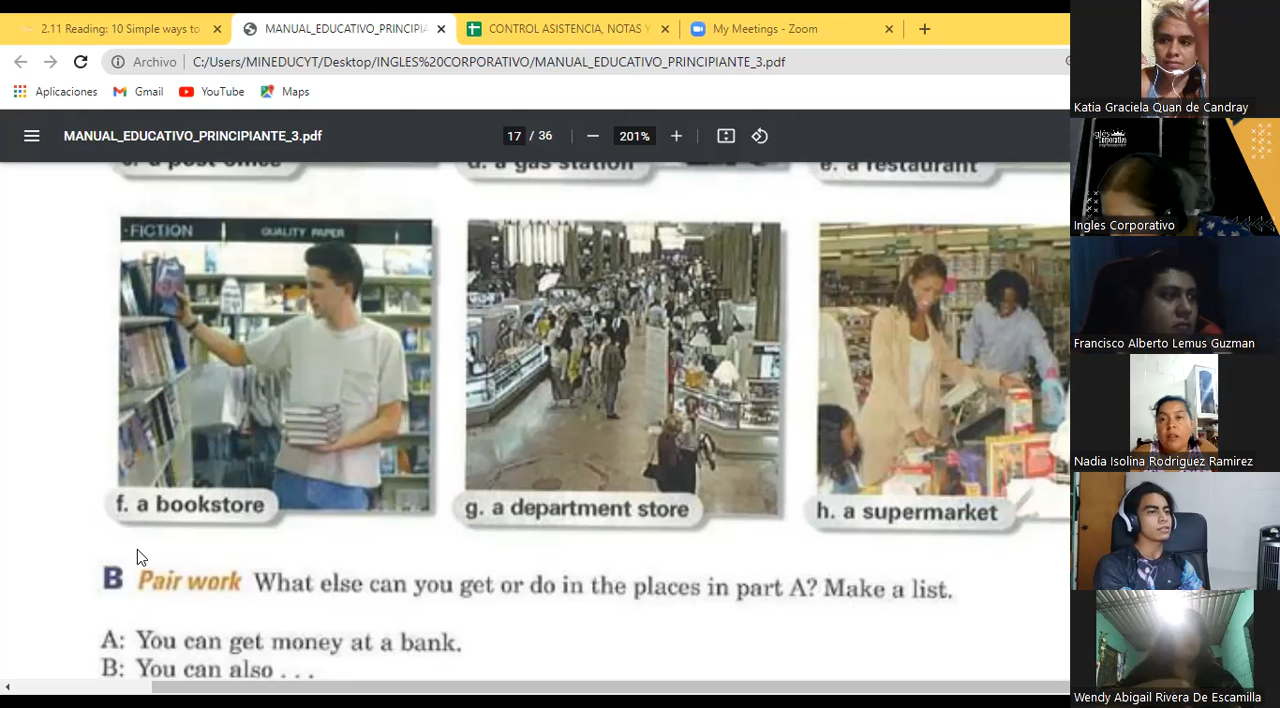 2.11 Reading: 10 Simple ways to
MANUAL_EDUCATIVO_PRINCIPIA
CONTROL ASISTENCIA, NOTAS Y
My Meetings - Zoom
Archivo
C:/Users/MINEDUCYT/Desktop/INGLES%20CORPORATIVO/MANUAL_EDUCATIVO_PRINCIPIANTE_3.pdf
Aplicaciones
Gmail
YouTube
Maps
MANUAL_EDUCATIVO_PRINCIPIANTE_3.pdf
17 / 36
201%
c. a post office
d. a gas station
e. a restaurant
FICTION
QUALITY PAPER
f. a bookstore
g. a department store
h. a supermarket
B Pair work What else can you get or do in the places in part A? Make a list.
A: You can get money at a bank.
B: You can also . . .
Katia Graciela Quan de Candray
Corporativo
Ingles Corporativo
Francisco Alberto Lemus Guzman
Nadia Isolina Rodriguez Ramirez
Wendy Abigail Rivera De Escamilla